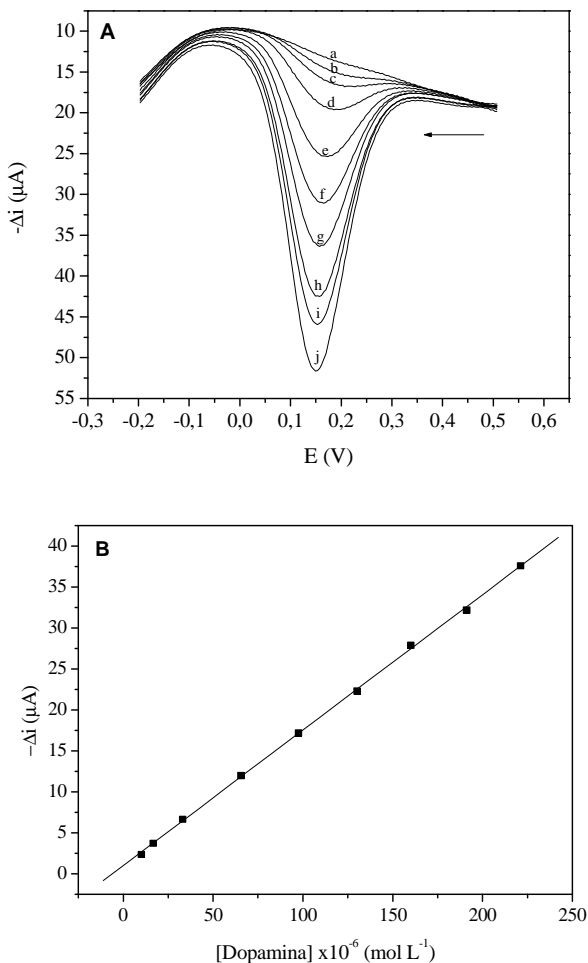 A
10
15
20
25
30
35
40
45
50
55
-Δi (µA)
a
b
c
d
e
f
g
h
i
j
-0,3 -0,2 -0,1 0,0 0,1 0,2 0,3 0,4 0,5 0,6
E (V)
B
40
35
30
25
20
15
10
5
0
−Δi (µA)
0 50 100 150 200 250
[Dopamina] x10⁻⁶ (mol L⁻¹)